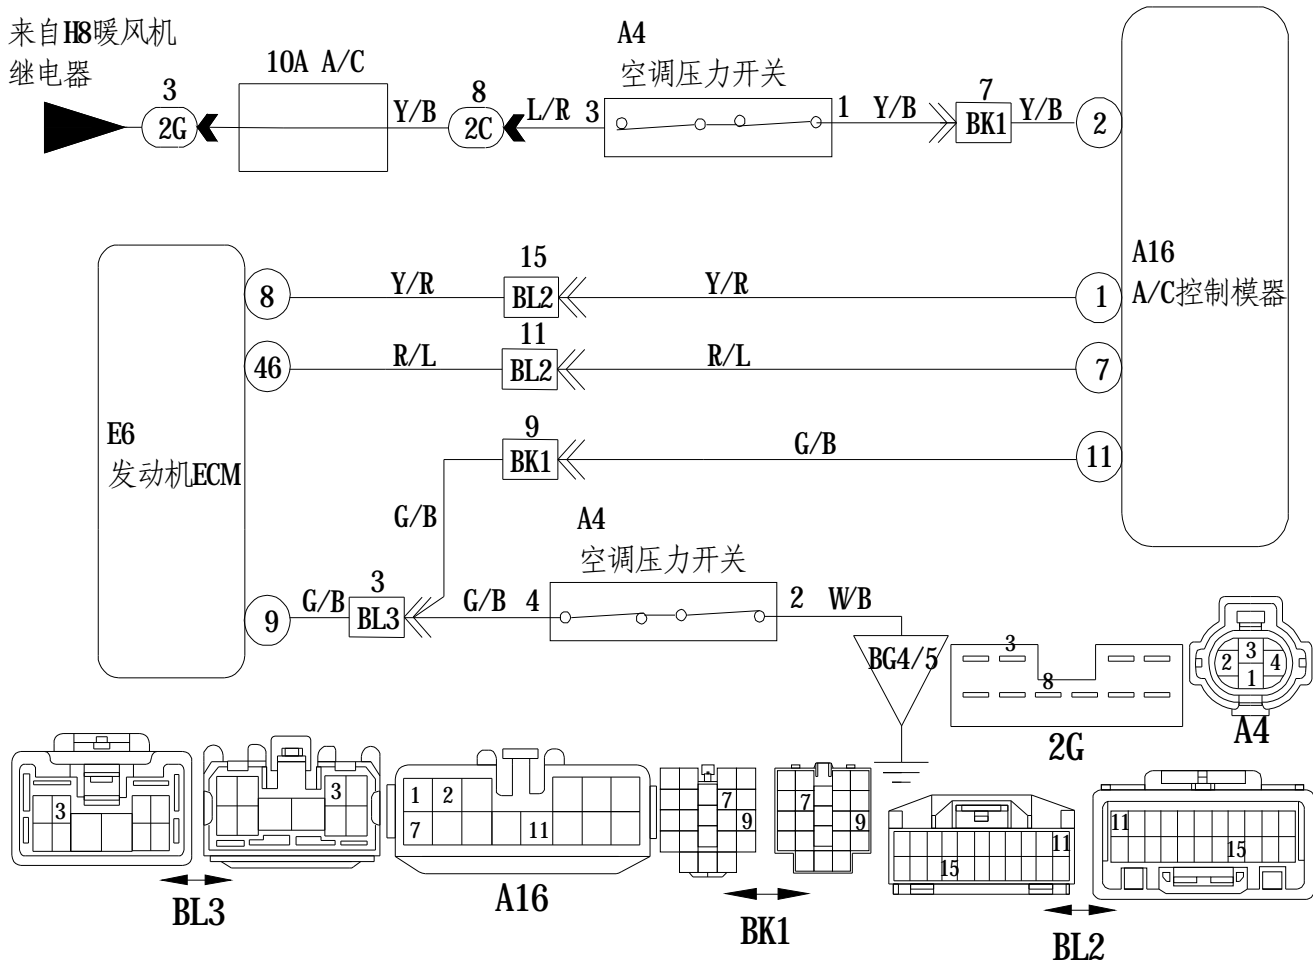 来自H8暖风机
继电器
3
2G
10A A/C
Y/B
8
2C
L/R
3
A4
空调压力开关
1
Y/B
7
BK1
Y/B
2
A16
A/C控制模器
8
Y/R
15
BL2
Y/R
1
46
R/L
11
BL2
R/L
7
E6
发动机ECM
9
BK1
G/B
11
G/B
A4
空调压力开关
9
G/B
3
BL3
G/B
4
2
W/B
BG4/5
3
8
2G
2
3
4
1
A4
3
3
BL3
1
2
7
11
A16
7
9
7
9
BK1
11
15
11
15
BL2